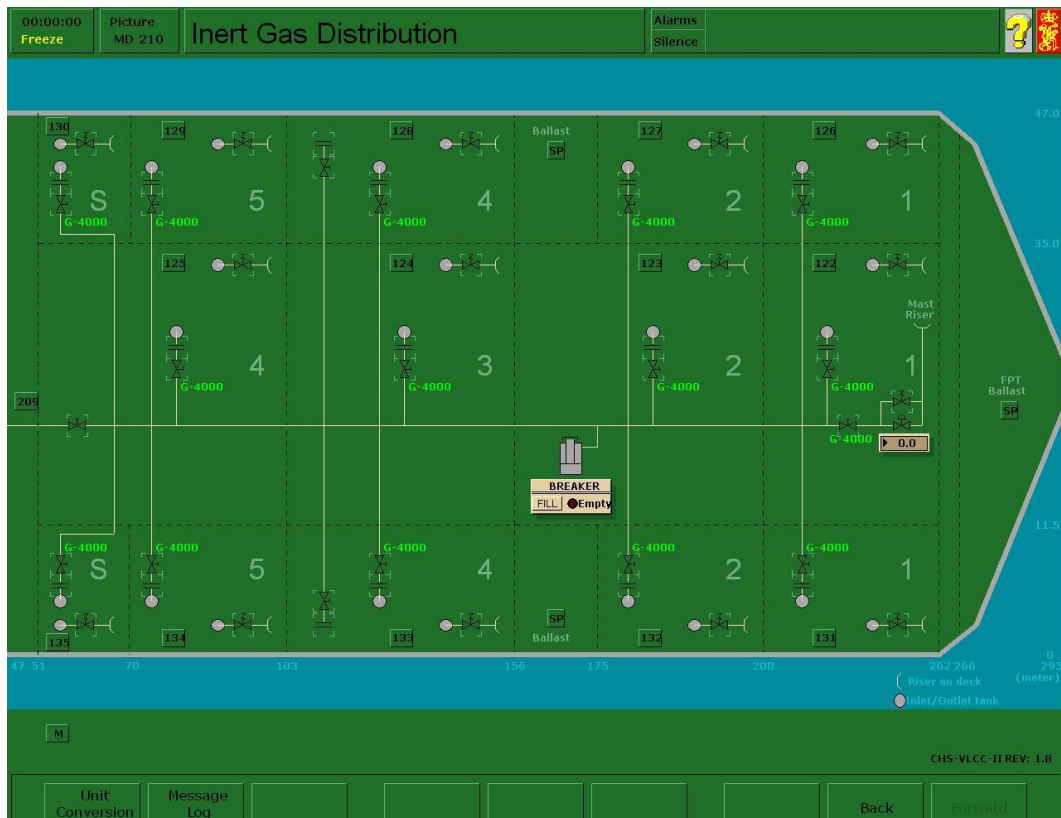 00:00:00
Freeze
Picture
MD 210
Inert Gas Distribution
Alarms
Silence
?
47.0
130
129
128
Ballast
SP
127
126
S
5
4
2
1
G-4000
G-4000
G-4000
G-4000
G-4000
35.0
125
124
123
122
Mast
Riser
4
3
2
1
G-4000
G-4000
G-4000
G-4000
FPT
Ballast
SP
209
G-4000
0.0
BREAKER
FILL Empty
11.5
G-4000
G-4000
G-4000
G-4000
G-4000
S
5
4
2
1
135
134
133
SP
Ballast
132
131
47 51 70 103 156 175 208 262 266 295
0
(meter)
Riser on deck
Inlet/Outlet tank
M
CHS-VLCC-II REV: 1.8
Unit
Conversion
Message
Log
Back
Forward